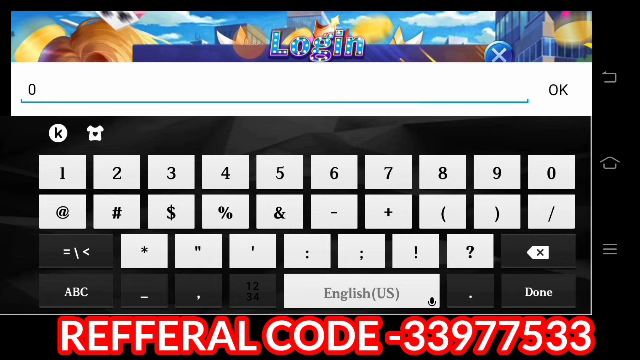 Login
0
OK
k
1 2 3 4 5 6 7 8 9 0
@ # $ % & - + ( ) /
= \ < * " ' : ; ! ?
ABC _ , 12 34 English(US) . Done
REFFERAL CODE -33977533